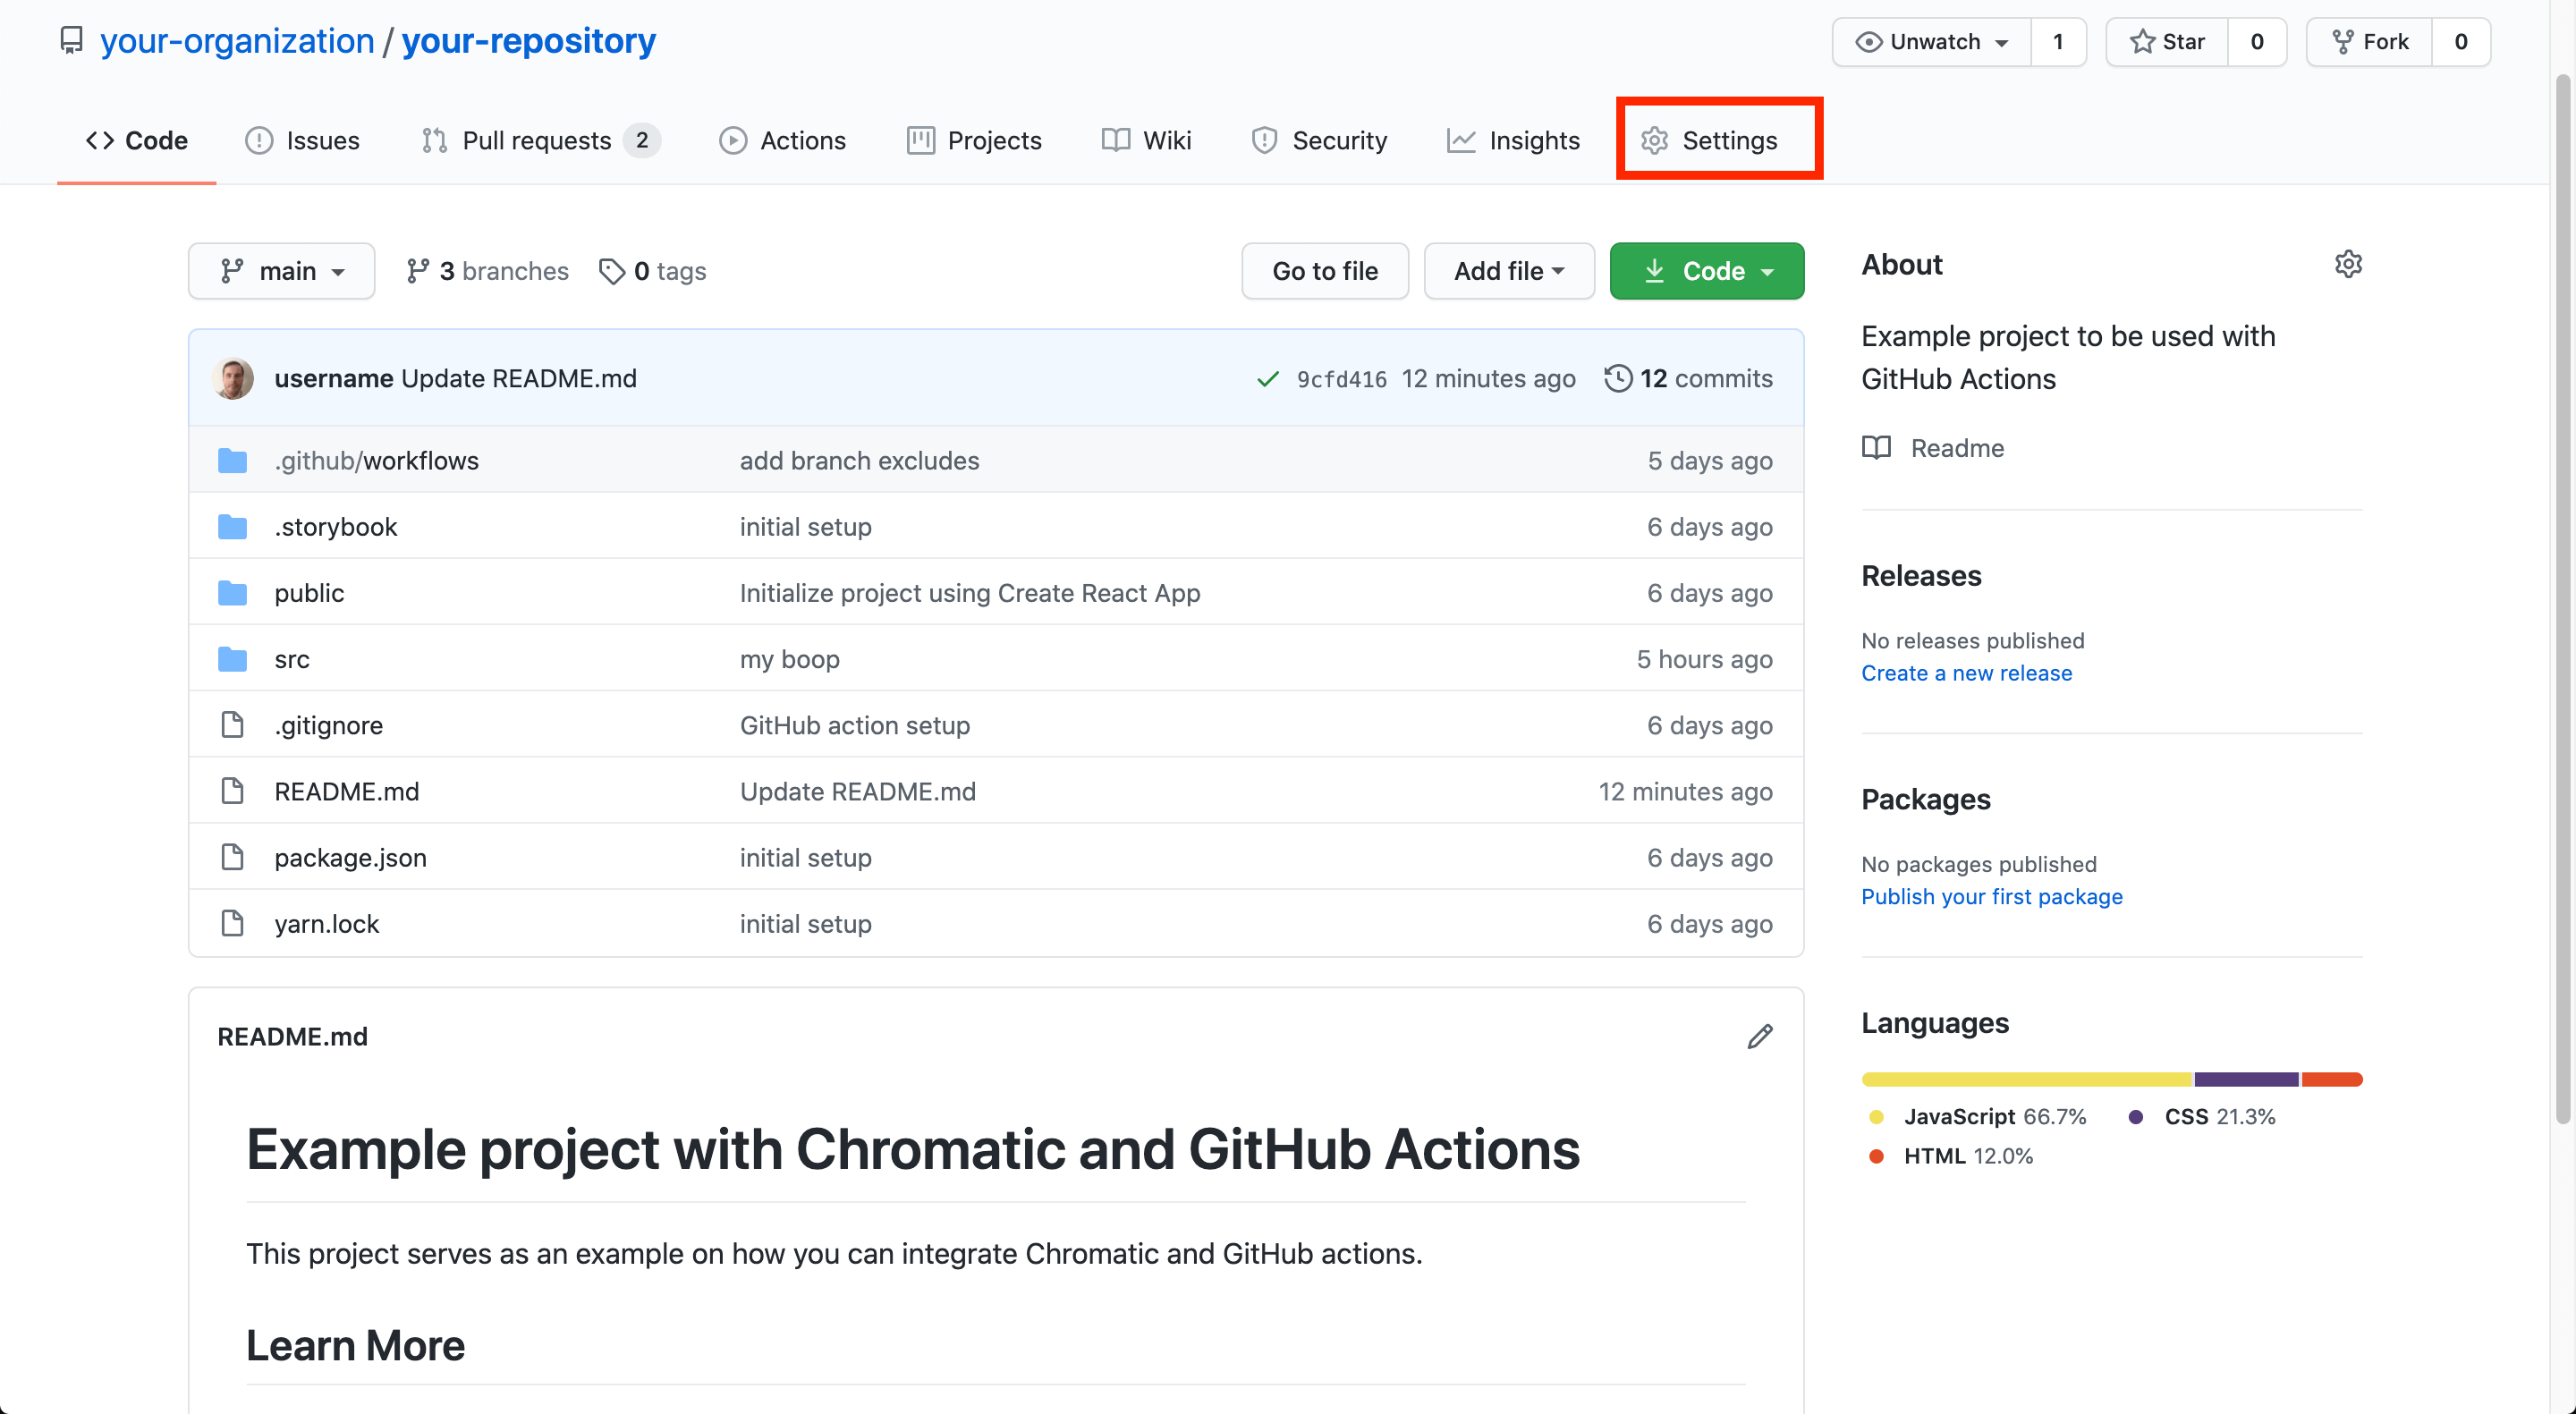 your-organization / your-repository
Unwatch 1 Star 0 Fork 0
Code Issues Pull requests 2 Actions Projects Wiki Security Insights Settings
main 3 branches 0 tags Go to file Add file Code
username Update README.md 9cfd416 12 minutes ago 12 commits
.github/workflows add branch excludes 5 days ago
.storybook initial setup 6 days ago
public Initialize project using Create React App 6 days ago
src my boop 5 hours ago
.gitignore GitHub action setup 6 days ago
README.md Update README.md 12 minutes ago
package.json initial setup 6 days ago
yarn.lock initial setup 6 days ago
README.md
Example project with Chromatic and GitHub Actions
This project serves as an example on how you can integrate Chromatic and GitHub actions.
Learn More
About
Example project to be used with
GitHub Actions
Readme
Releases
No releases published
Create a new release
Packages
No packages published
Publish your first package
Languages
JavaScript 66.7% CSS 21.3%
HTML 12.0%